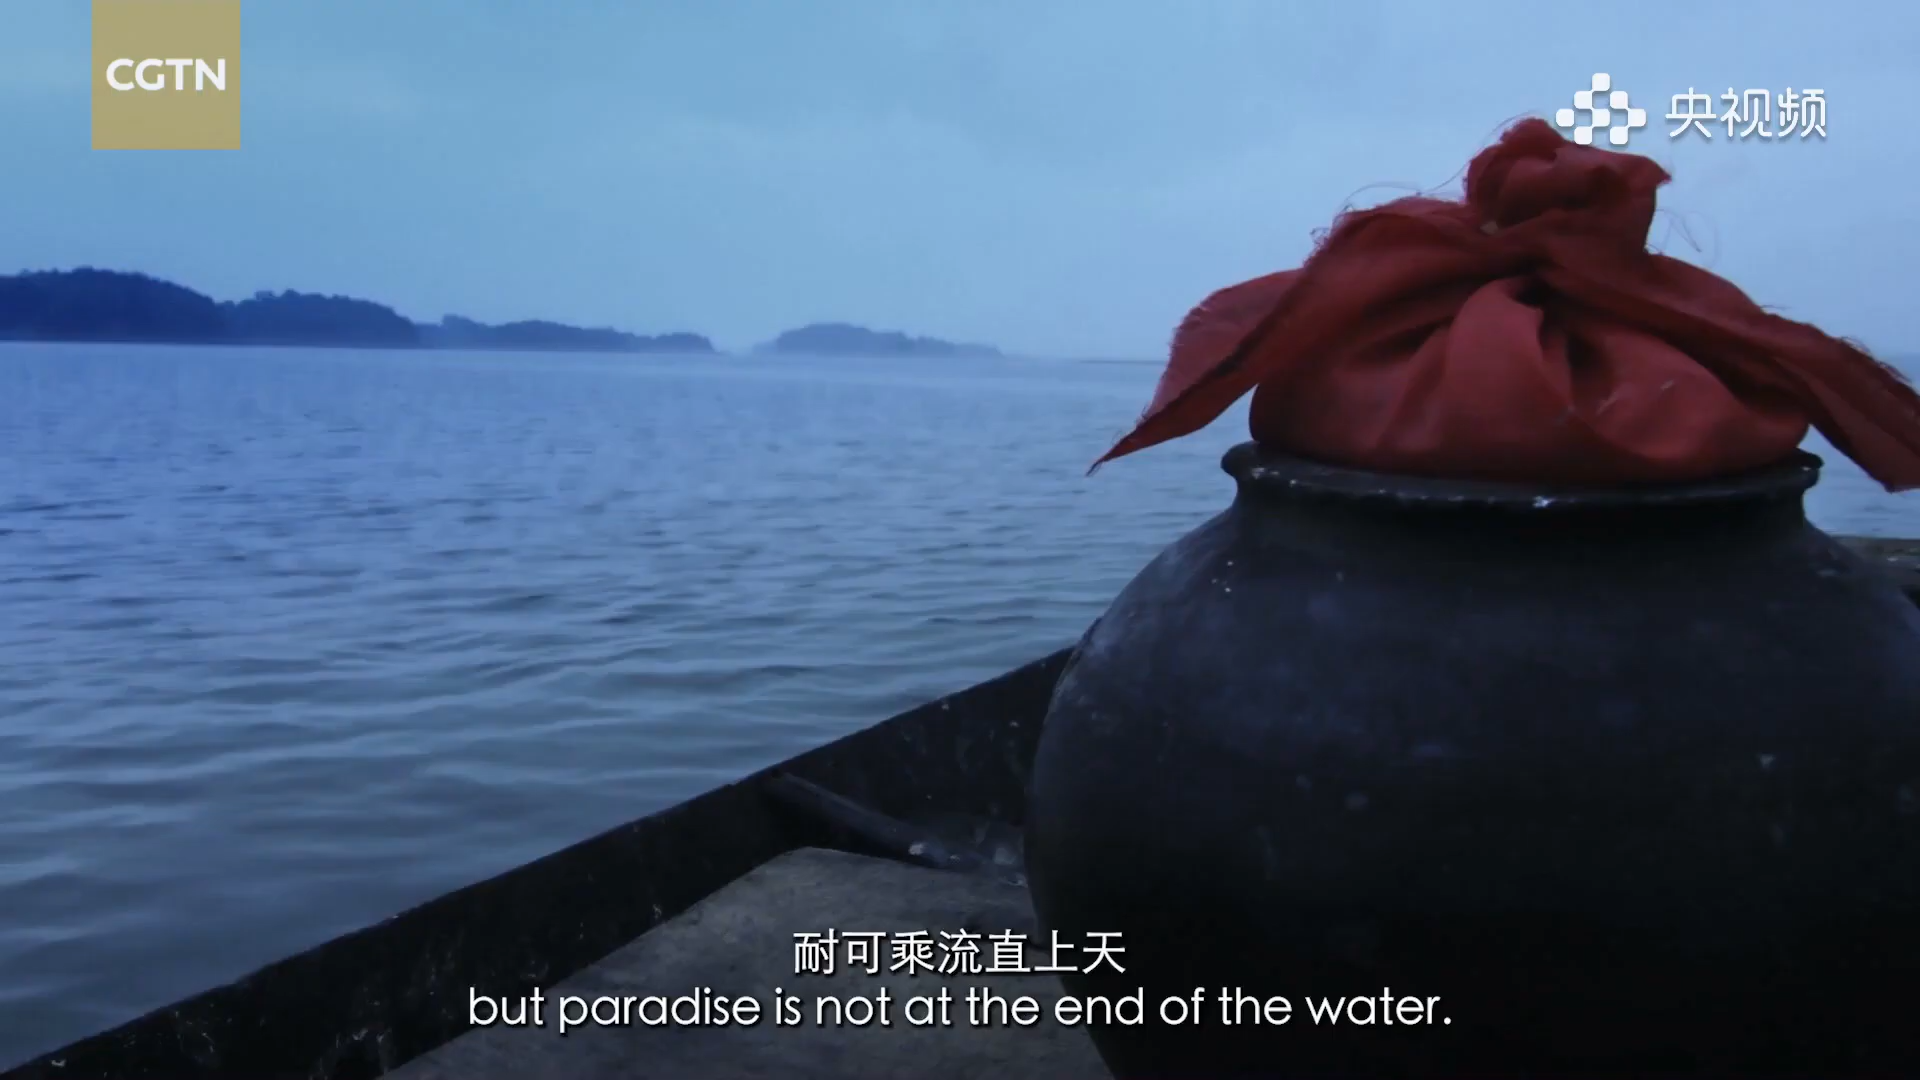 CGTN
央视频
耐可乘流直上天
but paradise is not at the end of the water.